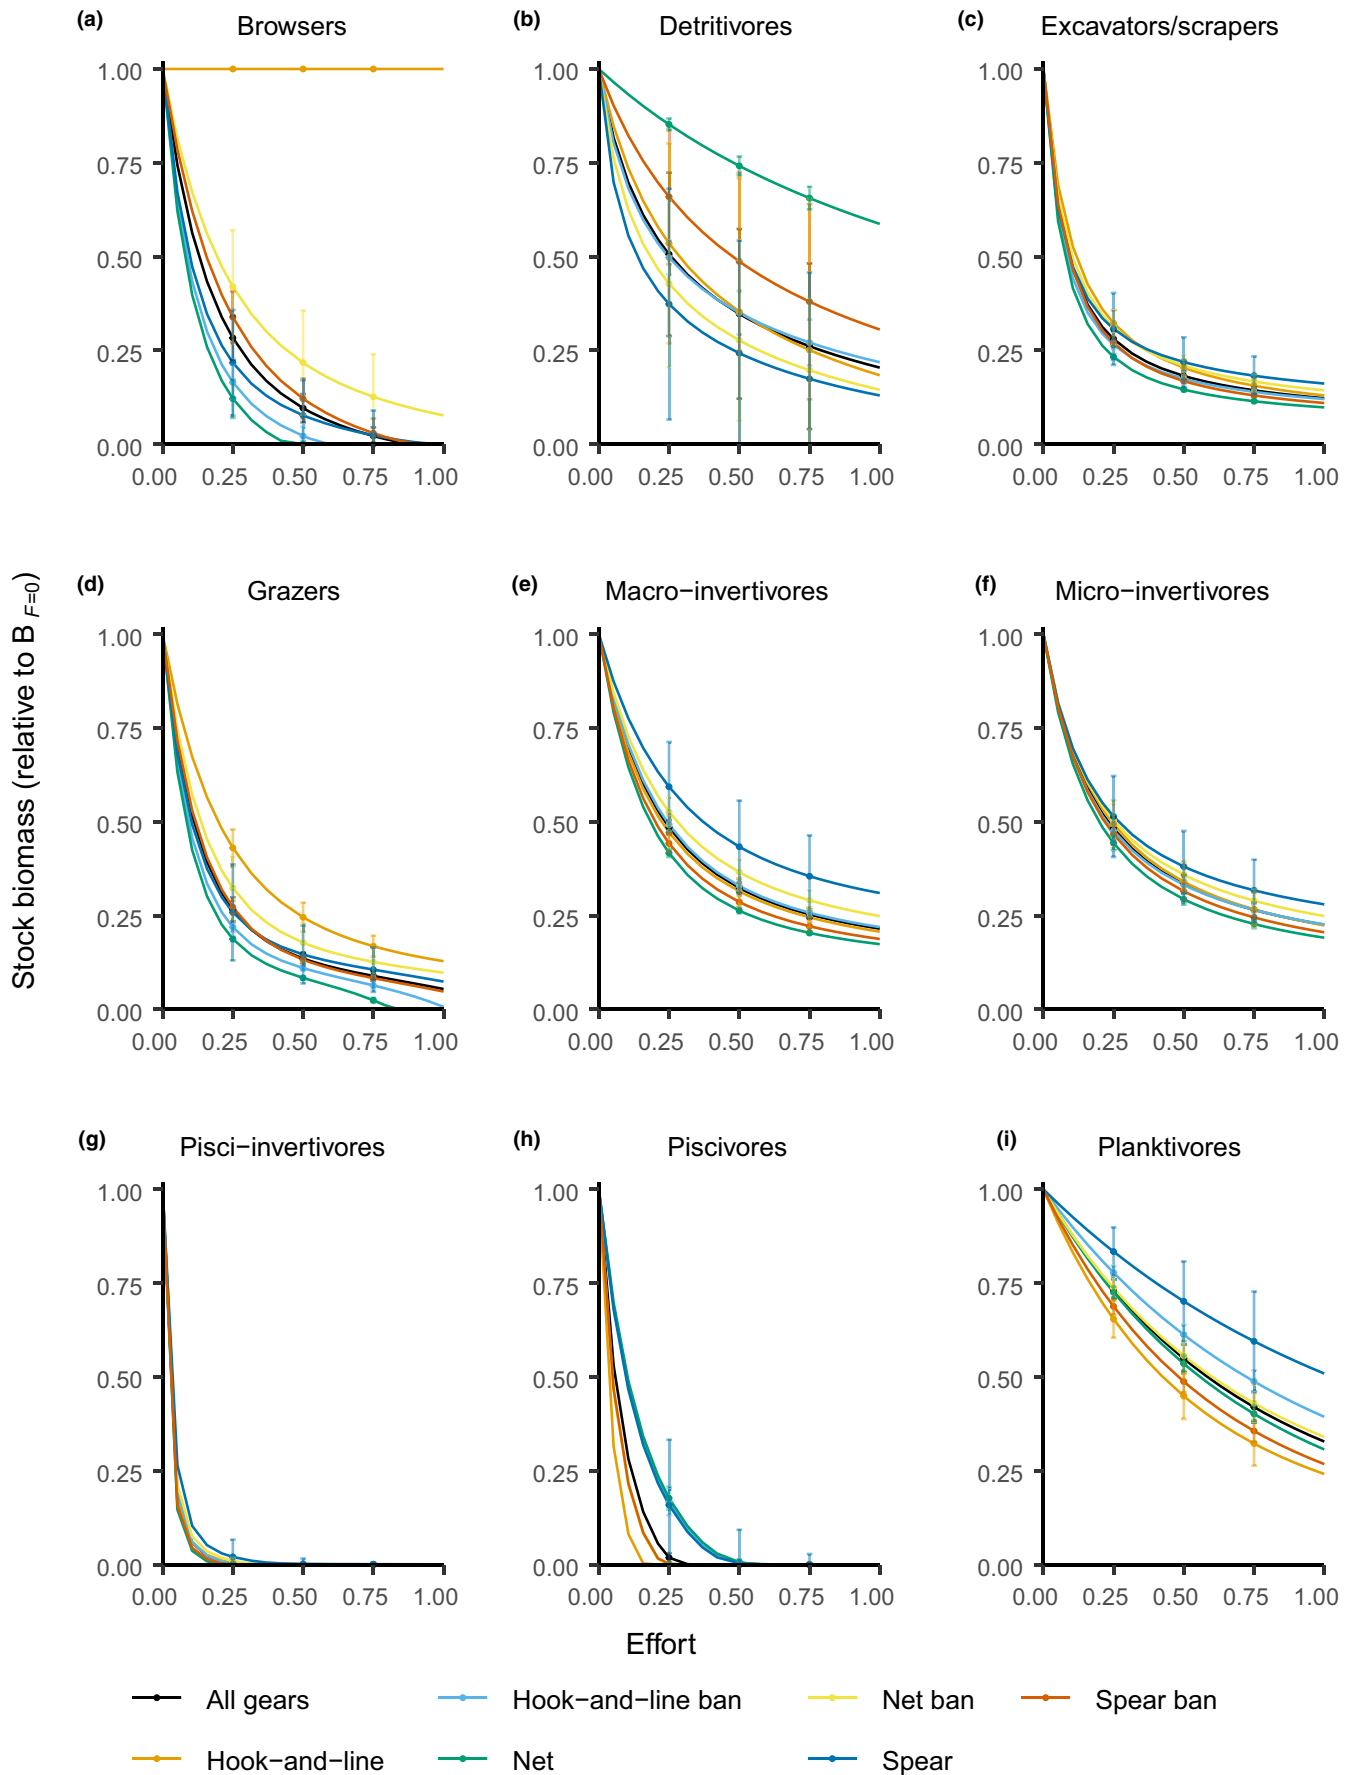 (a) Browsers
(b) Detritivores
(c) Excavators/scrapers
1.00 1.00 1.00
0.75 0.75 0.75
0.50 0.50 0.50
0.25 0.25 0.25
0.00 0.00 0.00
0.00 0.25 0.50 0.75 1.00 0.00 0.25 0.50 0.75 1.00 0.00 0.25 0.50 0.75 1.00
Stock biomass (relative to B F=0)
(d) Grazers
(e) Macro−invertivores
(f) Micro−invertivores
1.00 1.00 1.00
0.75 0.75 0.75
0.50 0.50 0.50
0.25 0.25 0.25
0.00 0.00 0.00
0.00 0.25 0.50 0.75 1.00 0.00 0.25 0.50 0.75 1.00 0.00 0.25 0.50 0.75 1.00
(g) Pisci−invertivores
(h) Piscivores
(i) Planktivores
1.00 1.00 1.00
0.75 0.75 0.75
0.50 0.50 0.50
0.25 0.25 0.25
0.00 0.00 0.00
0.00 0.25 0.50 0.75 1.00 0.00 0.25 0.50 0.75 1.00 0.00 0.25 0.50 0.75 1.00
Effort
All gears Hook−and−line ban Net ban Spear ban
Hook−and−line Net Spear